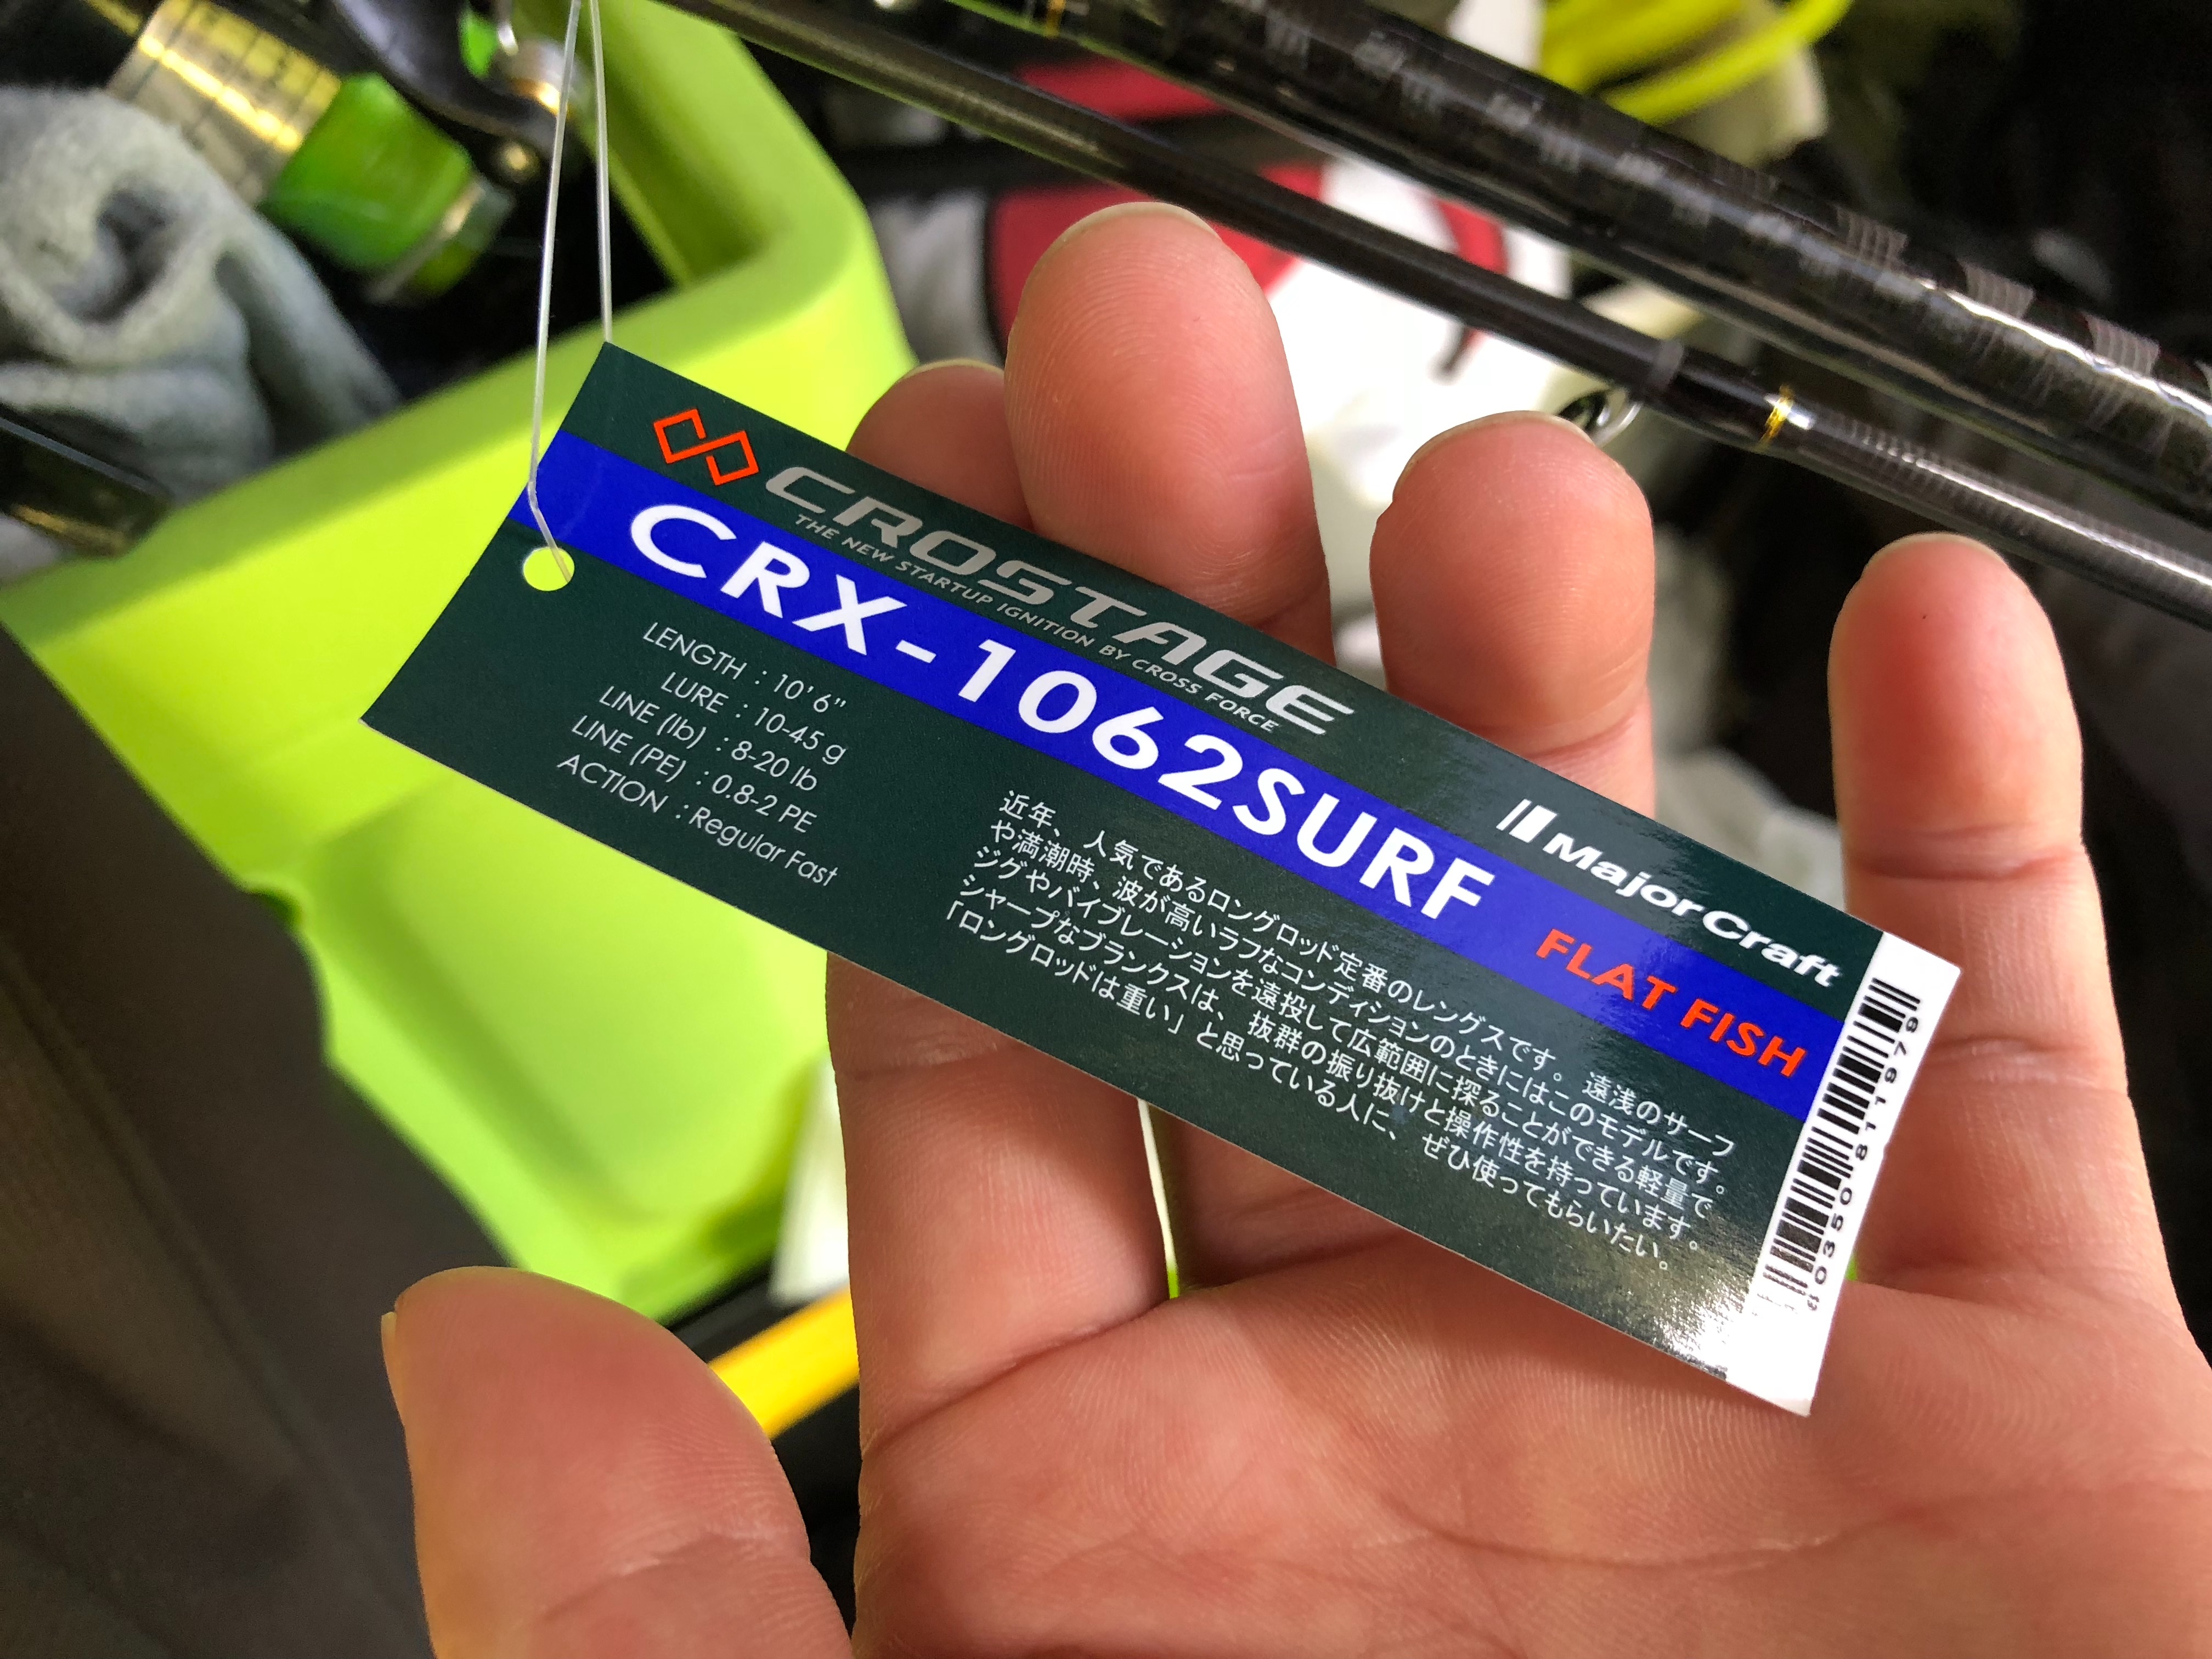 CROSTAGE
THE NEW STARTUP IGNITION BY CROSS FORCE
MajorCraft
CRX-1062SURF FLAT FISH
LENGTH : 10'6"
LURE : 10-45 g
LINE (lb) : 8-20 lb
LINE (PE) : 0.8-2 PE
ACTION : Regular Fast
近年、人気であるロングロッド定番のレングスです。遠浅のサーフ
や満潮時、波が高いラフなコンディションのときにはこのモデルです。
ジグやバイブレーションを遠投して広範囲に探ることができる軽量で
シャープなブランクスは、抜群の振り抜けと操作性を持っています。
「ロングロッドは重い」と思っている人に、ぜひ使ってもらいたい。